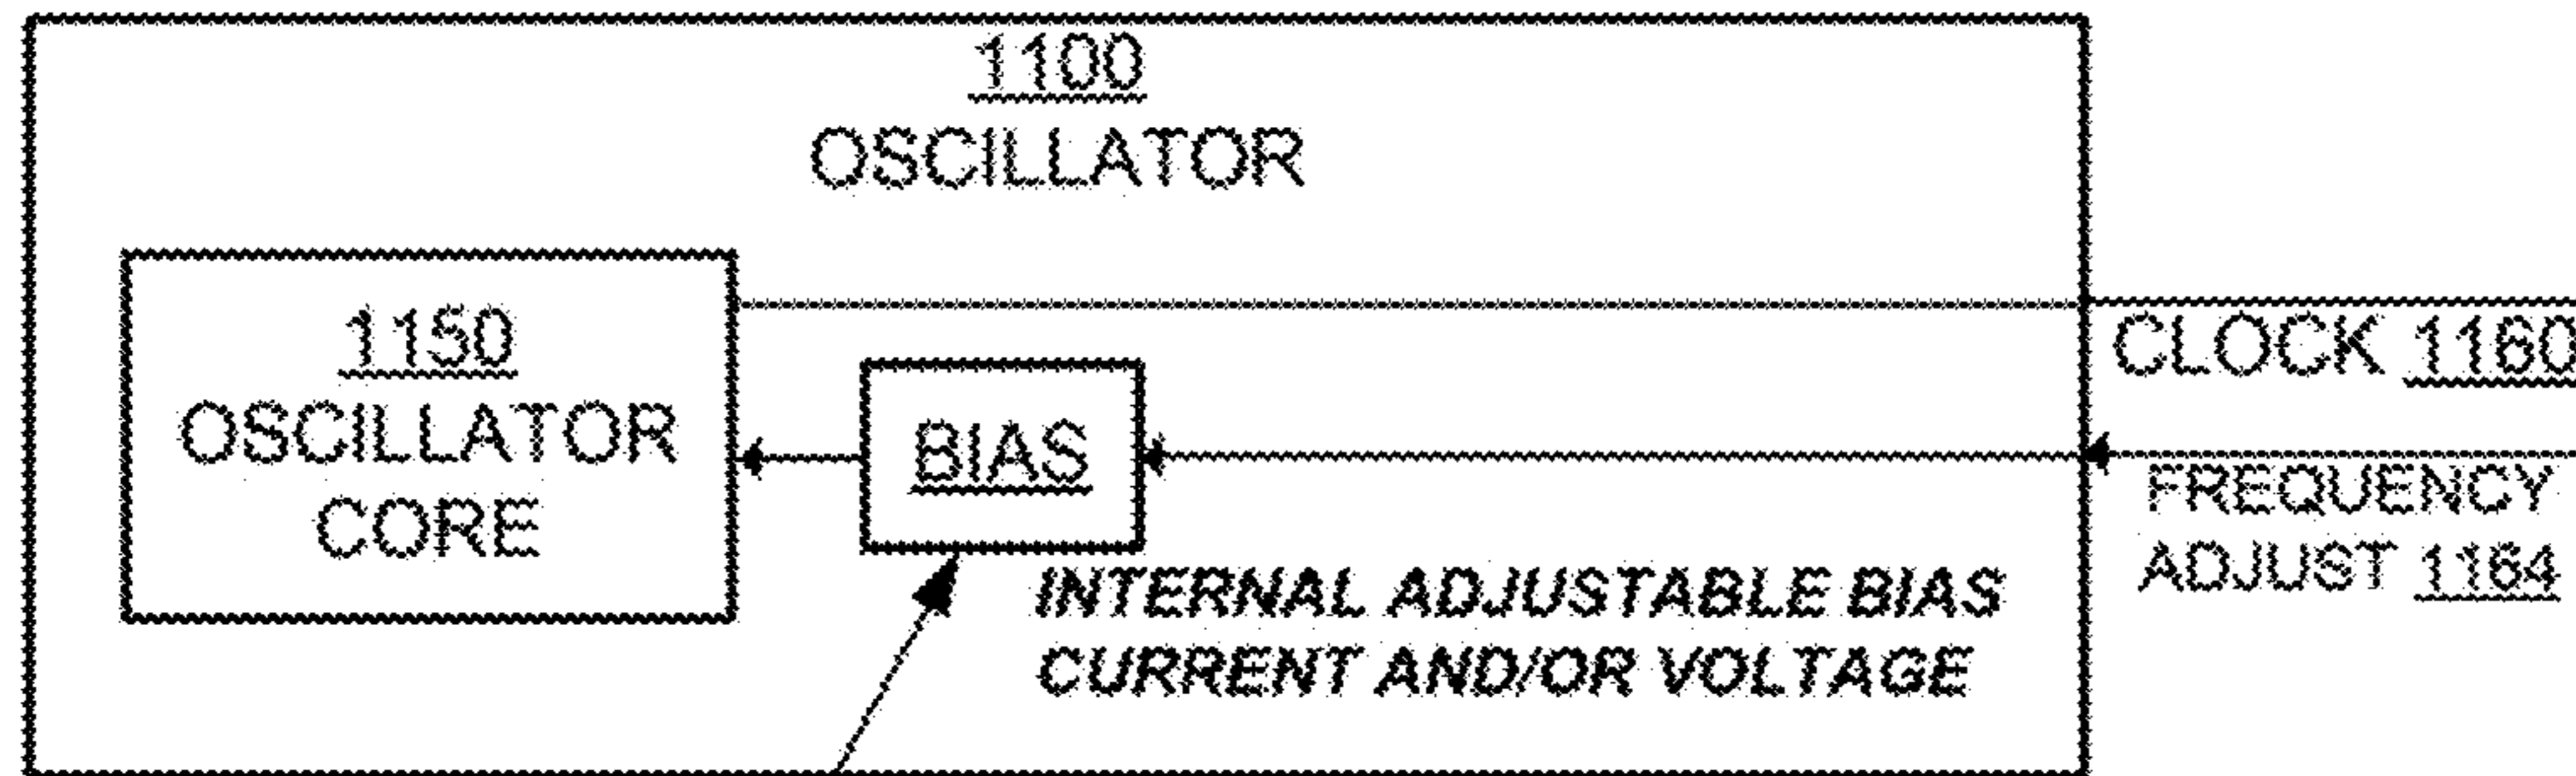 1100
OSCILLATOR
1150
OSCILLATOR
CORE
BIAS
CLOCK 1160
FREQUENCY
ADJUST 1164
INTERNAL ADJUSTABLE BIAS
CURRENT AND/OR VOLTAGE